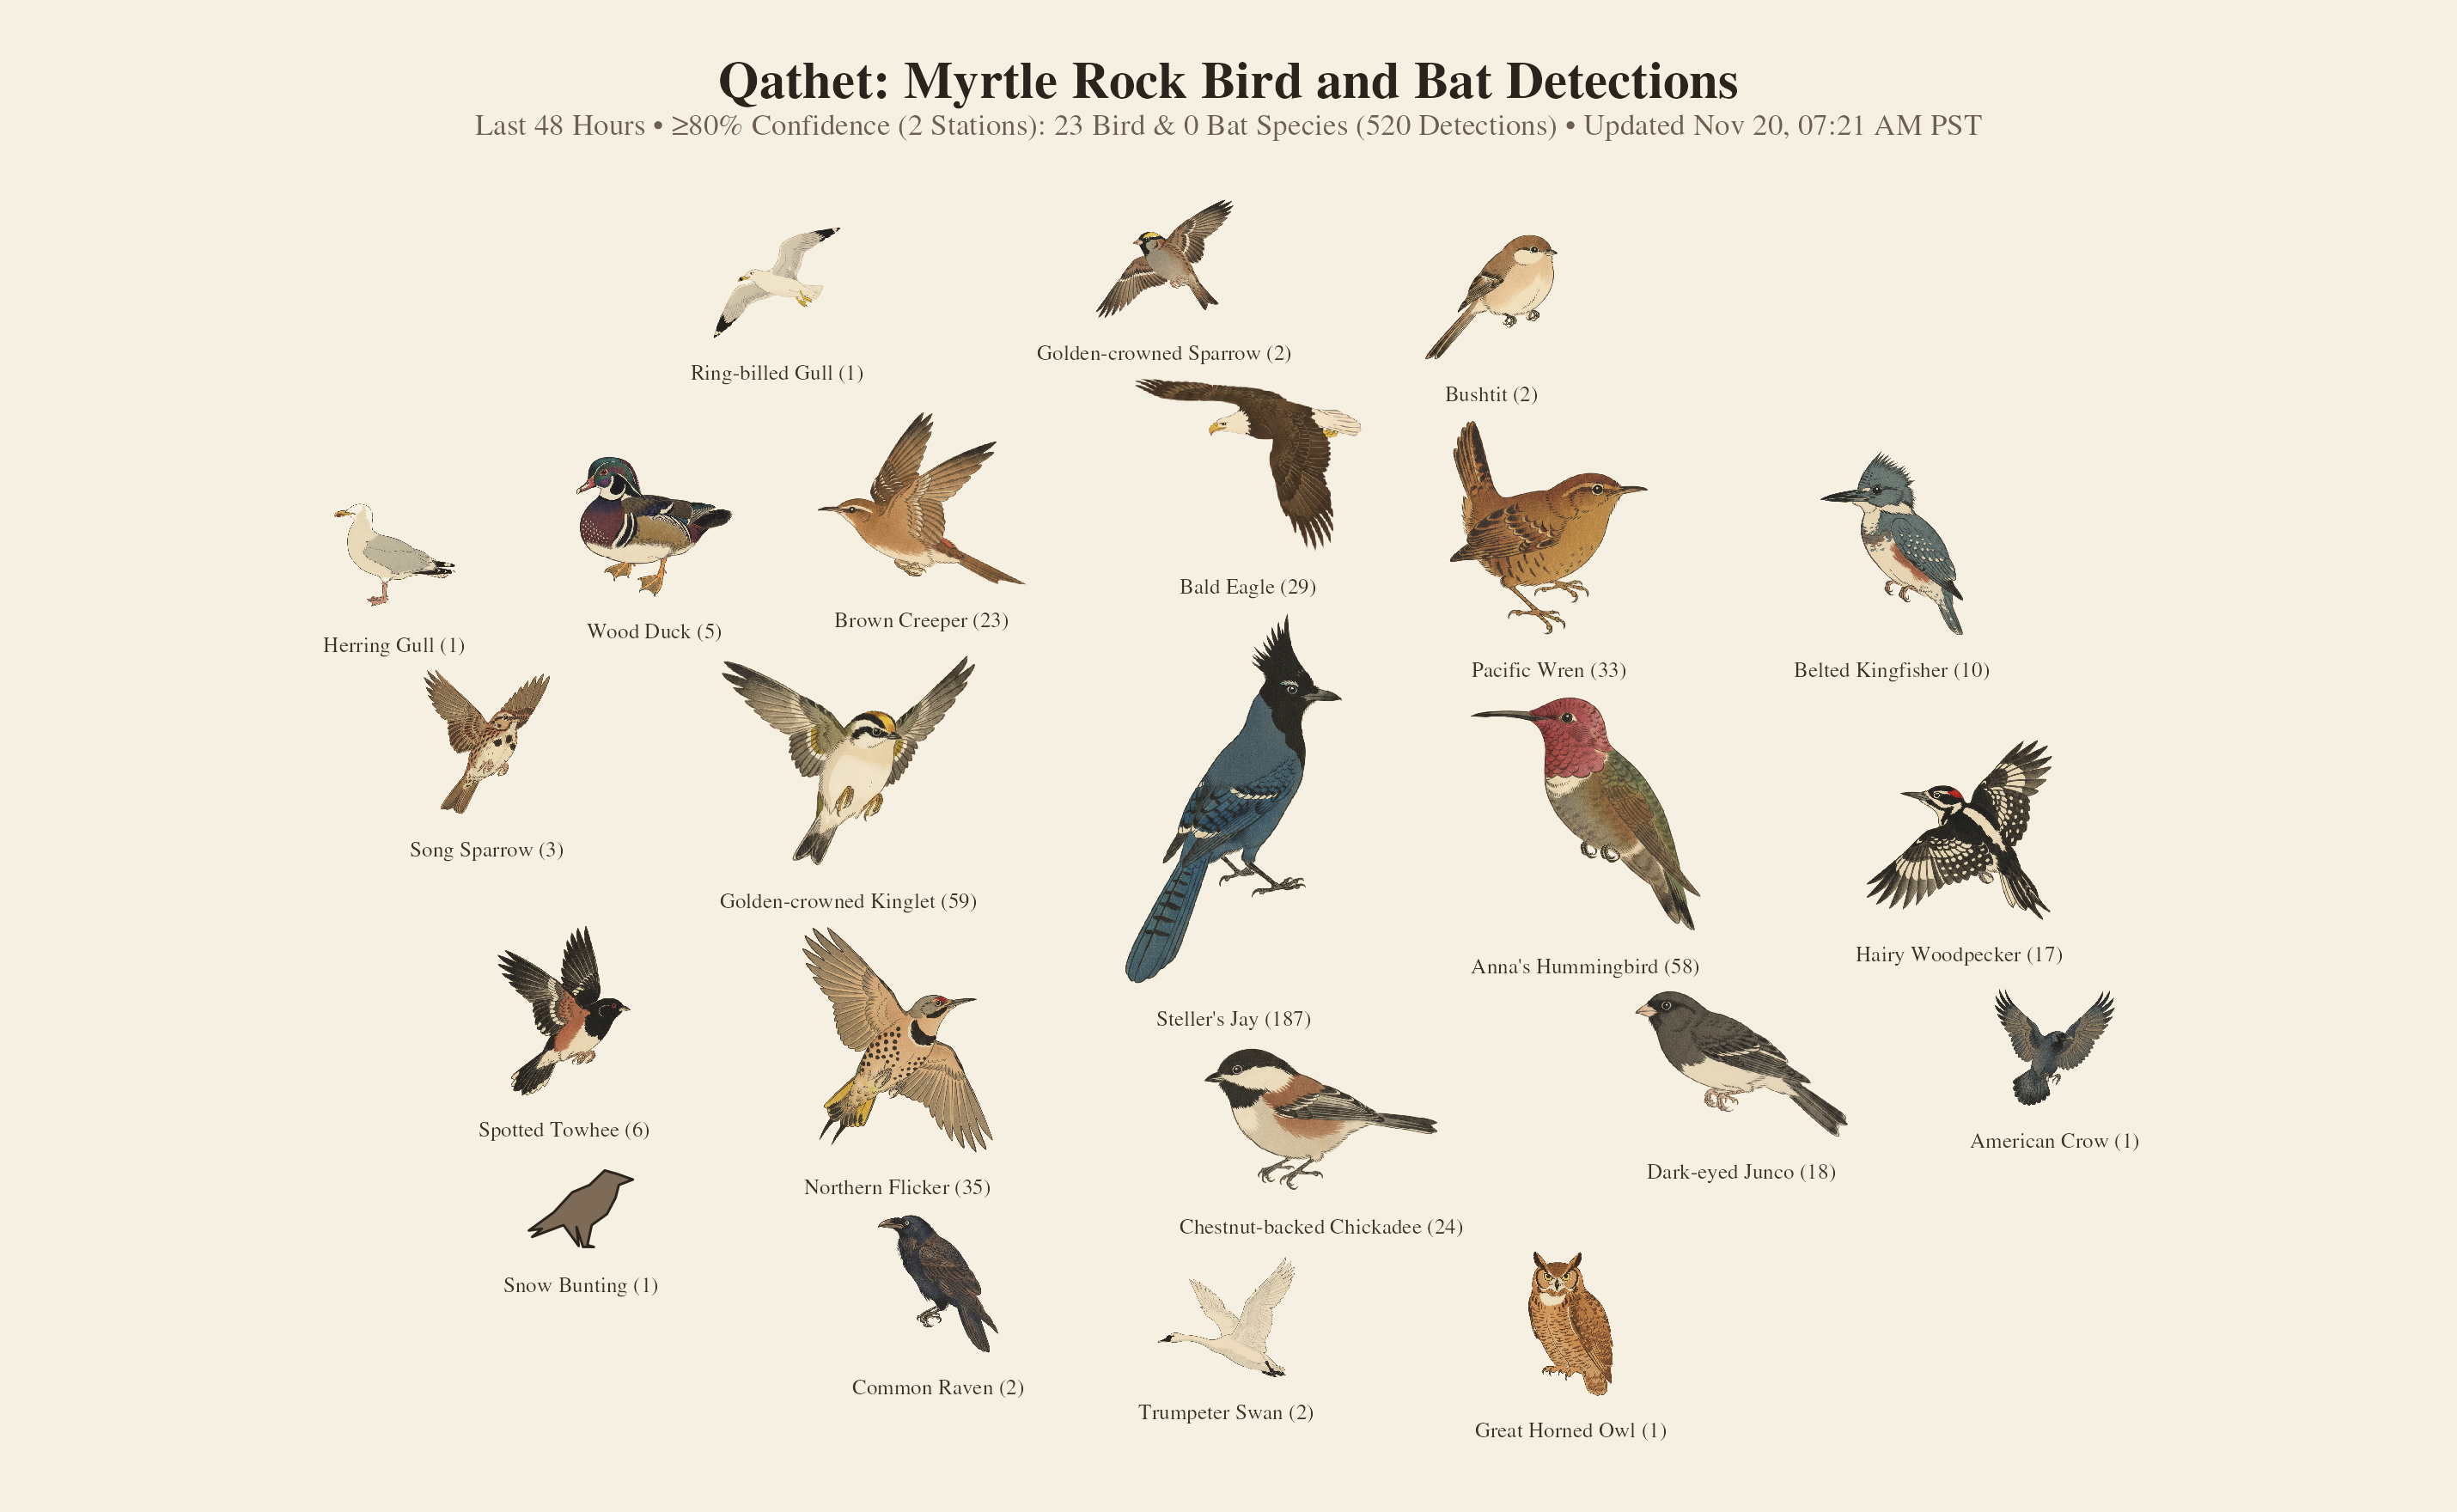 Qathet: Myrtle Rock Bird and Bat Detections
Last 48 Hours • ≥80% Confidence (2 Stations): 23 Bird & 0 Bat Species (520 Detections) • Updated Nov 20, 07:21 AM PST
Ring-billed Gull (1)
Golden-crowned Sparrow (2)
Bushtit (2)
Herring Gull (1)
Wood Duck (5)
Brown Creeper (23)
Bald Eagle (29)
Pacific Wren (33)
Belted Kingfisher (10)
Song Sparrow (3)
Golden-crowned Kinglet (59)
Steller's Jay (187)
Anna's Hummingbird (58)
Hairy Woodpecker (17)
Spotted Towhee (6)
Northern Flicker (35)
Chestnut-backed Chickadee (24)
Dark-eyed Junco (18)
American Crow (1)
Snow Bunting (1)
Common Raven (2)
Trumpeter Swan (2)
Great Horned Owl (1)